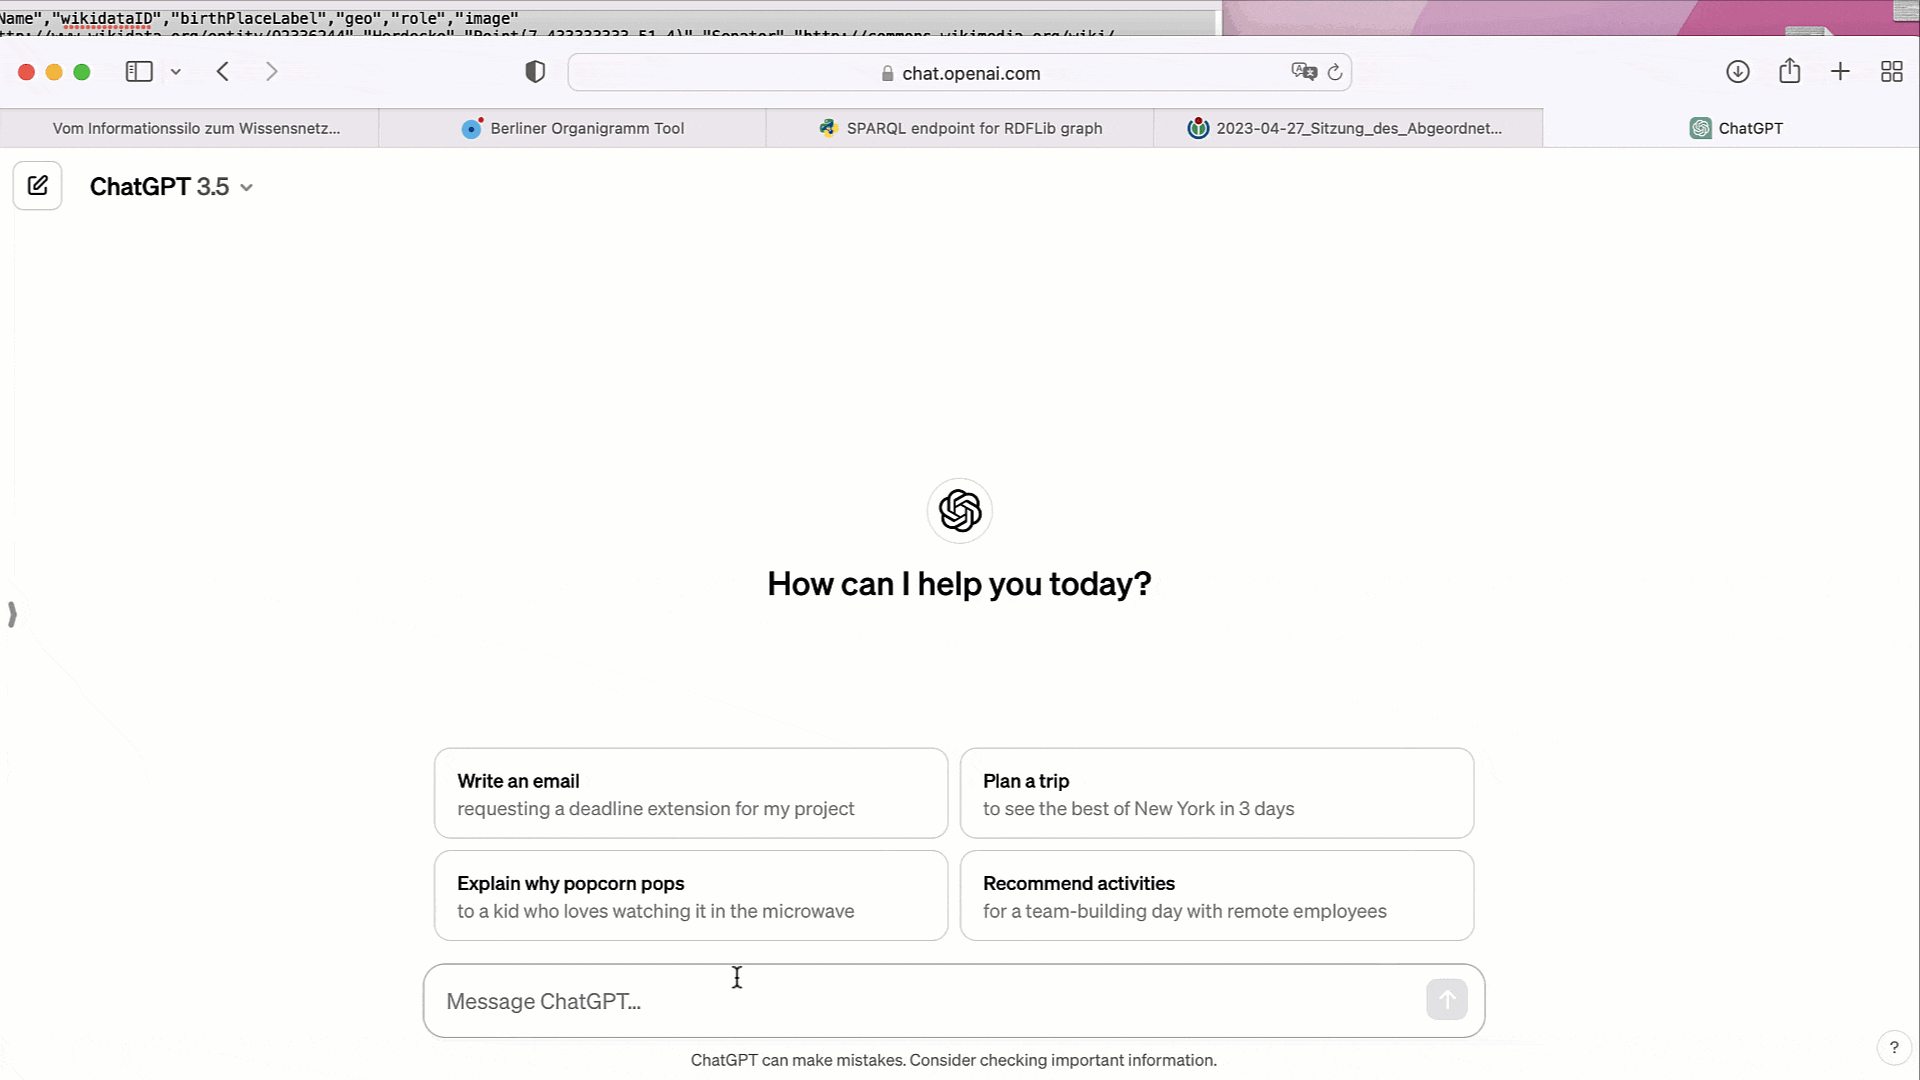 Name","wikidataID","birthPlaceLabel","geo","role","image"
chat.openai.com
Vom Informationssilo zum Wissensnetz...
Berliner Organigramm Tool
SPARQL endpoint for RDFLib graph
2023-04-27_Sitzung_des_Abgeordnet...
ChatGPT
ChatGPT 3.5
How can I help you today?
Write an email
requesting a deadline extension for my project
Plan a trip
to see the best of New York in 3 days
Explain why popcorn pops
to a kid who loves watching it in the microwave
Recommend activities
for a team-building day with remote employees
Message ChatGPT...
ChatGPT can make mistakes. Consider checking important information.
?